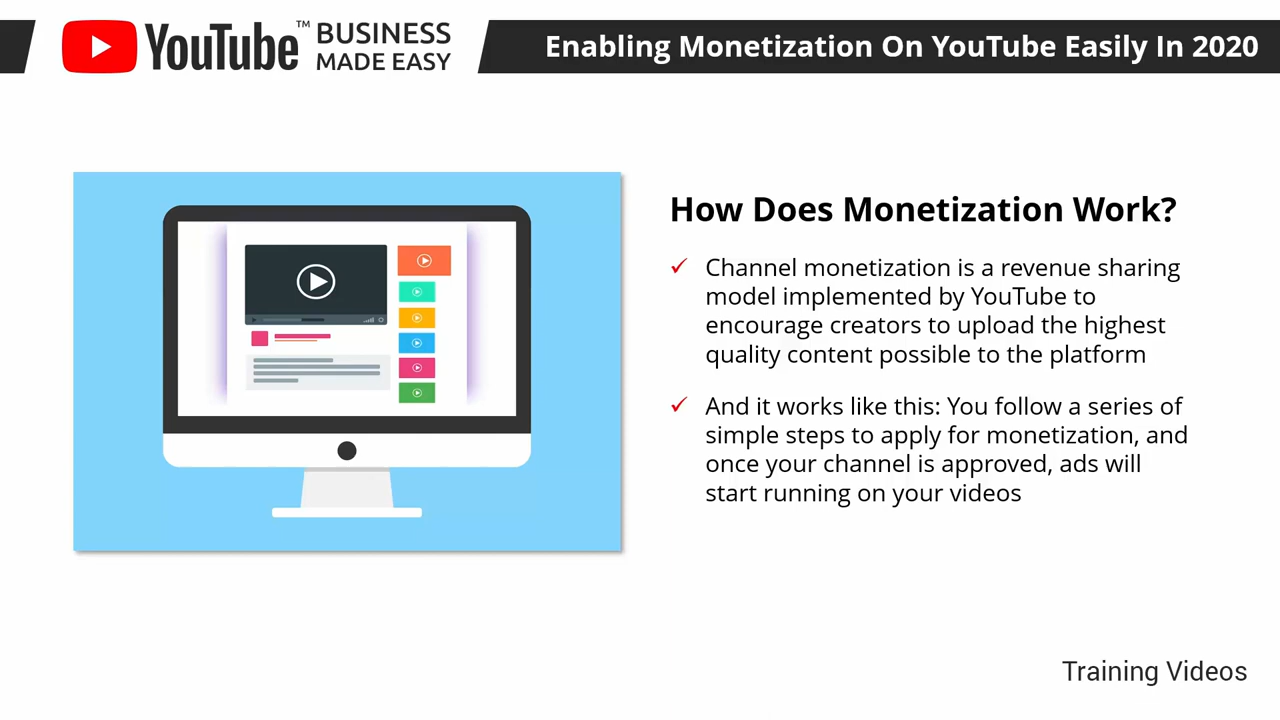 YouTube™ BUSINESS
MADE EASY
Enabling Monetization On YouTube Easily In 2020
How Does Monetization Work?
✓ Channel monetization is a revenue sharing
model implemented by YouTube to
encourage creators to upload the highest
quality content possible to the platform
✓ And it works like this: You follow a series of
simple steps to apply for monetization, and
once your channel is approved, ads will
start running on your videos
Training Videos